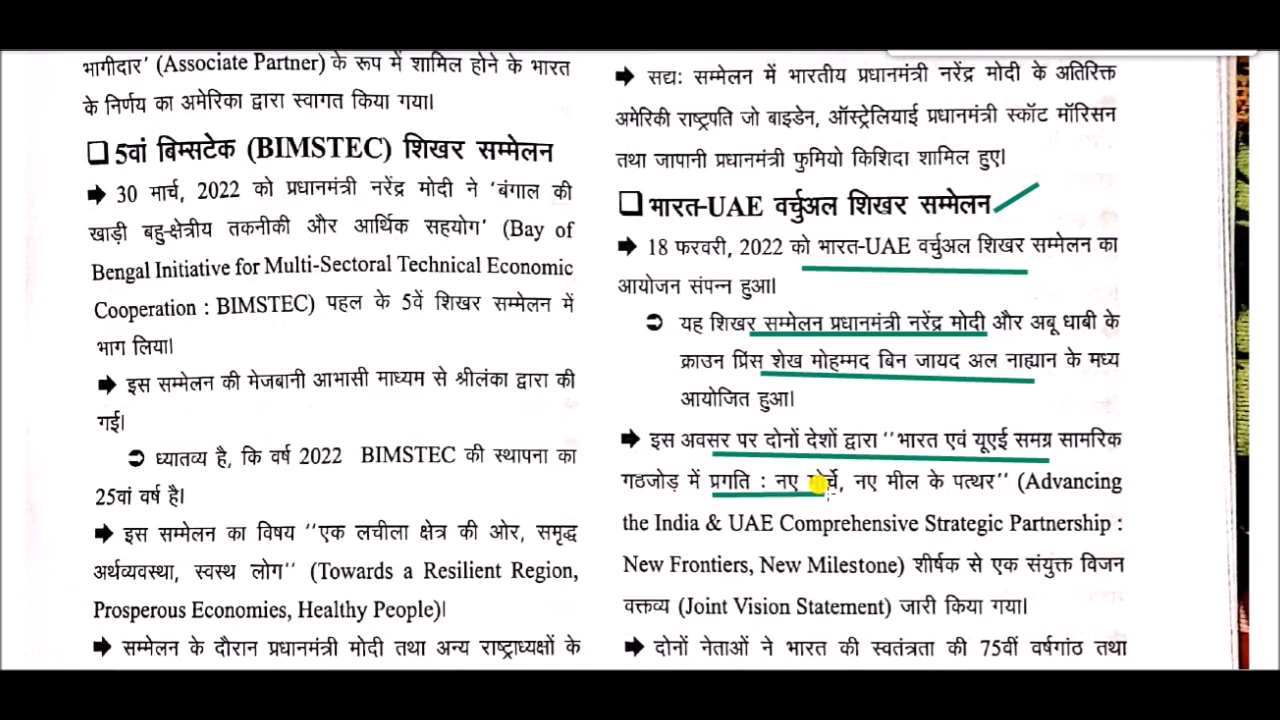 भागीदार’ (Associate Partner) के रूप में शामिल होने के भारत
के निर्णय का अमेरिका द्वारा स्वागत किया गया।
❑ 5वां बिम्सटेक (BIMSTEC) शिखर सम्मेलन
➡ 30 मार्च, 2022 को प्रधानमंत्री नरेंद्र मोदी ने ‘बंगाल की
खाड़ी बहु-क्षेत्रीय तकनीकी और आर्थिक सहयोग’ (Bay of
Bengal Initiative for Multi-Sectoral Technical Economic
Cooperation : BIMSTEC) पहल के 5वें शिखर सम्मेलन में
भाग लिया।
➡ इस सम्मेलन की मेजबानी आभासी माध्यम से श्रीलंका द्वारा की
गई।
➲ ध्यातव्य है, कि वर्ष 2022 BIMSTEC की स्थापना का
25वां वर्ष है।
➡ इस सम्मेलन का विषय ‘‘एक लचीला क्षेत्र की ओर, समृद्ध
अर्थव्यवस्था, स्वस्थ लोग’’ (Towards a Resilient Region,
Prosperous Economies, Healthy People)।
➡ सम्मेलन के दौरान प्रधानमंत्री मोदी तथा अन्य राष्ट्राध्यक्षों के
➡ सद्य: सम्मेलन में भारतीय प्रधानमंत्री नरेंद्र मोदी के अतिरिक्त
अमेरिकी राष्ट्रपति जो बाइडेन, ऑस्ट्रेलियाई प्रधानमंत्री स्कॉट मॉरिसन
तथा जापानी प्रधानमंत्री फुमियो किशिदा शामिल हुए।
❑ भारत-UAE वर्चुअल शिखर सम्मेलन
➡ 18 फरवरी, 2022 को भारत-UAE वर्चुअल शिखर सम्मेलन का
आयोजन संपन्न हुआ।
➲ यह शिखर सम्मेलन प्रधानमंत्री नरेंद्र मोदी और अबू धाबी के
क्राउन प्रिंस शेख मोहम्मद बिन जायद अल नाह्यान के मध्य
आयोजित हुआ।
➡ इस अवसर पर दोनों देशों द्वारा ‘‘भारत एवं यूएई समग्र सामरिक
गठजोड़ में प्रगति : नए मोर्चे, नए मील के पत्थर’’ (Advancing
the India & UAE Comprehensive Strategic Partnership :
New Frontiers, New Milestone) शीर्षक से एक संयुक्त विजन
वक्तव्य (Joint Vision Statement) जारी किया गया।
➡ दोनों नेताओं ने भारत की स्वतंत्रता की 75वीं वर्षगांठ तथा